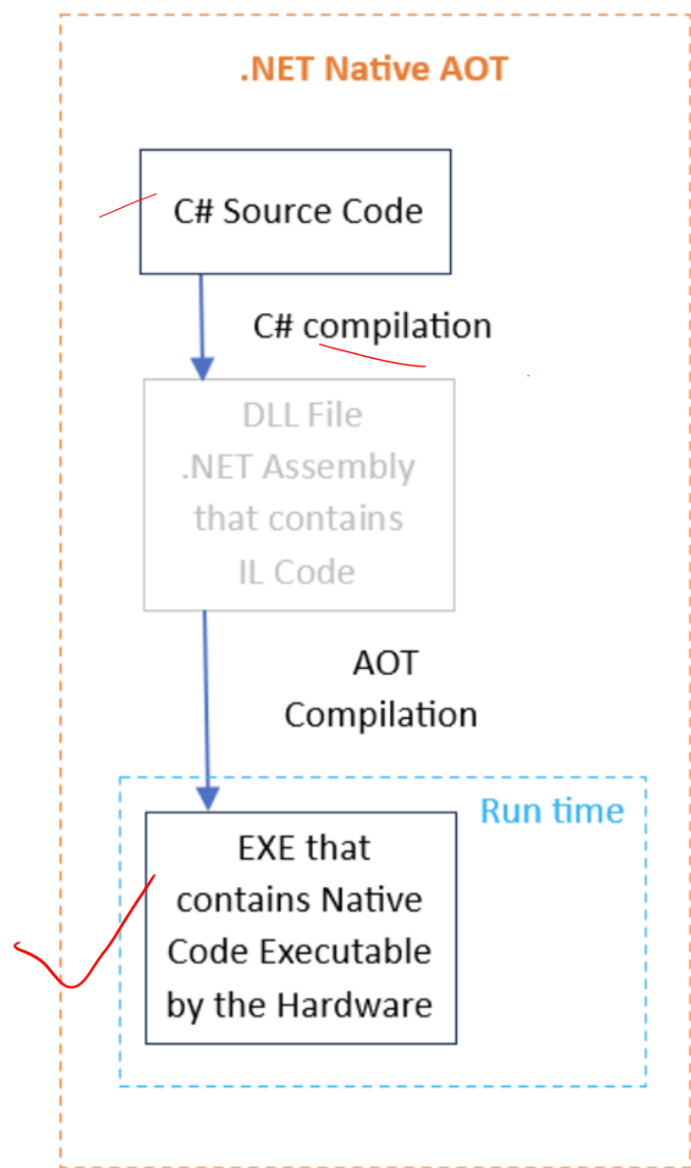 .NET Native AOT
C# Source Code
C# compilation
DLL File
.NET Assembly
that contains
IL Code
AOT
Compilation
Run time
EXE that
contains Native
Code Executable
by the Hardware